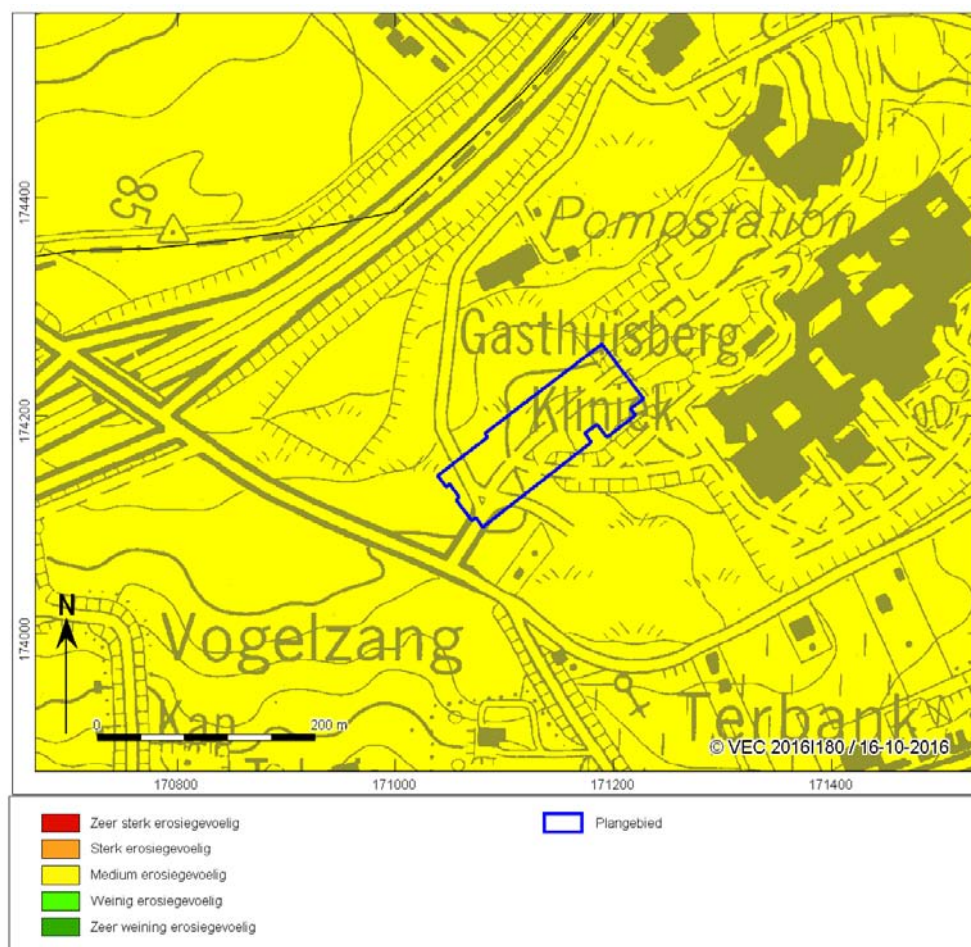 174400
174200
174000
85
Pompstation
Gasthuisberg
Kliniek
N
Vogelzang
Kan
Terbank
0
200 m
© VEC 2016I180 / 16-10-2016
170800
171000
171200
171400
Zeer sterk erosiegevoelig
Sterk erosiegevoelig
Medium erosiegevoelig
Weinig erosiegevoelig
Zeer weining erosiegevoelig
Plangebied